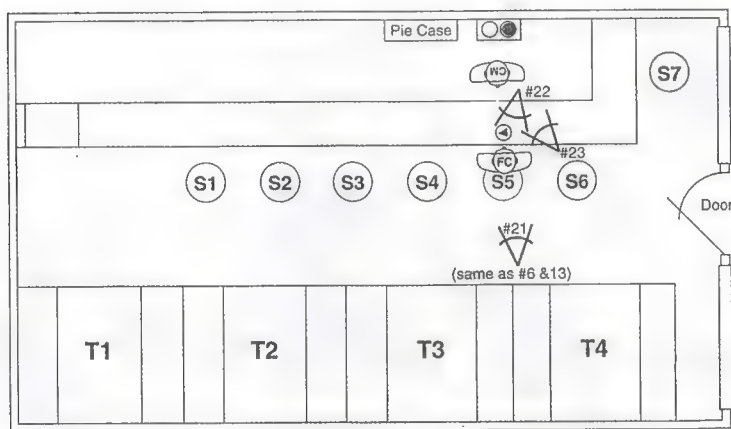 Pie Case
CM
S7
#22
#23
FC
S1 S2 S3 S4 S5 S6
Door
#21
(same as #6 &13)
T1 T2 T3 T4